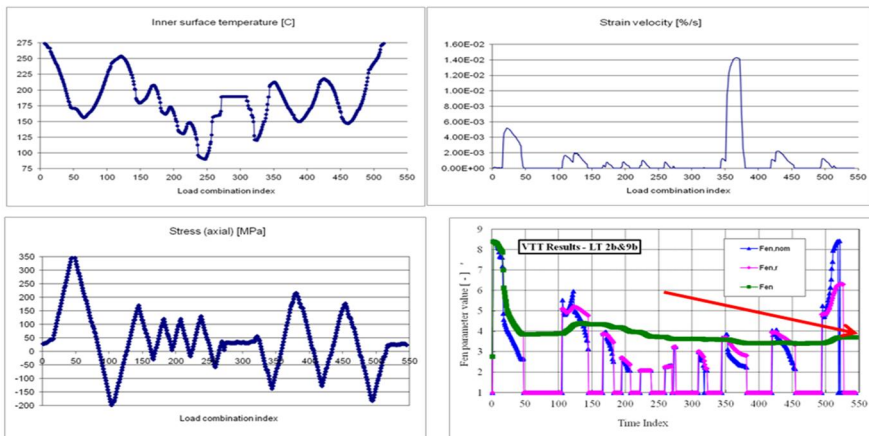 Inner surface temperature [C]
275
250
225
200
175
150
125
100
75
0 50 100 150 200 250 300 350 400 450 500 550
Load combination index
Strain velocity [%/s]
1.60E-02
1.40E-02
1.20E-02
1.00E-02
8.00E-03
6.00E-03
4.00E-03
2.00E-03
0.00E+00
0 50 100 150 200 250 300 350 400 450 500 550
Load combination index
Stress (axial) [MPa]
350
300
250
200
150
100
50
0
-50
-100
-150
-200
0 50 100 150 200 250 300 350 400 450 500 550
Load combination index
VTT Results - LT 2b&9b
Fen,nom
Fen,r
Fen
Fen parameter value [ - ]
9
8
7
6
5
4
3
2
1
0 50 100 150 200 250 300 350 400 450 500 550
Time Index